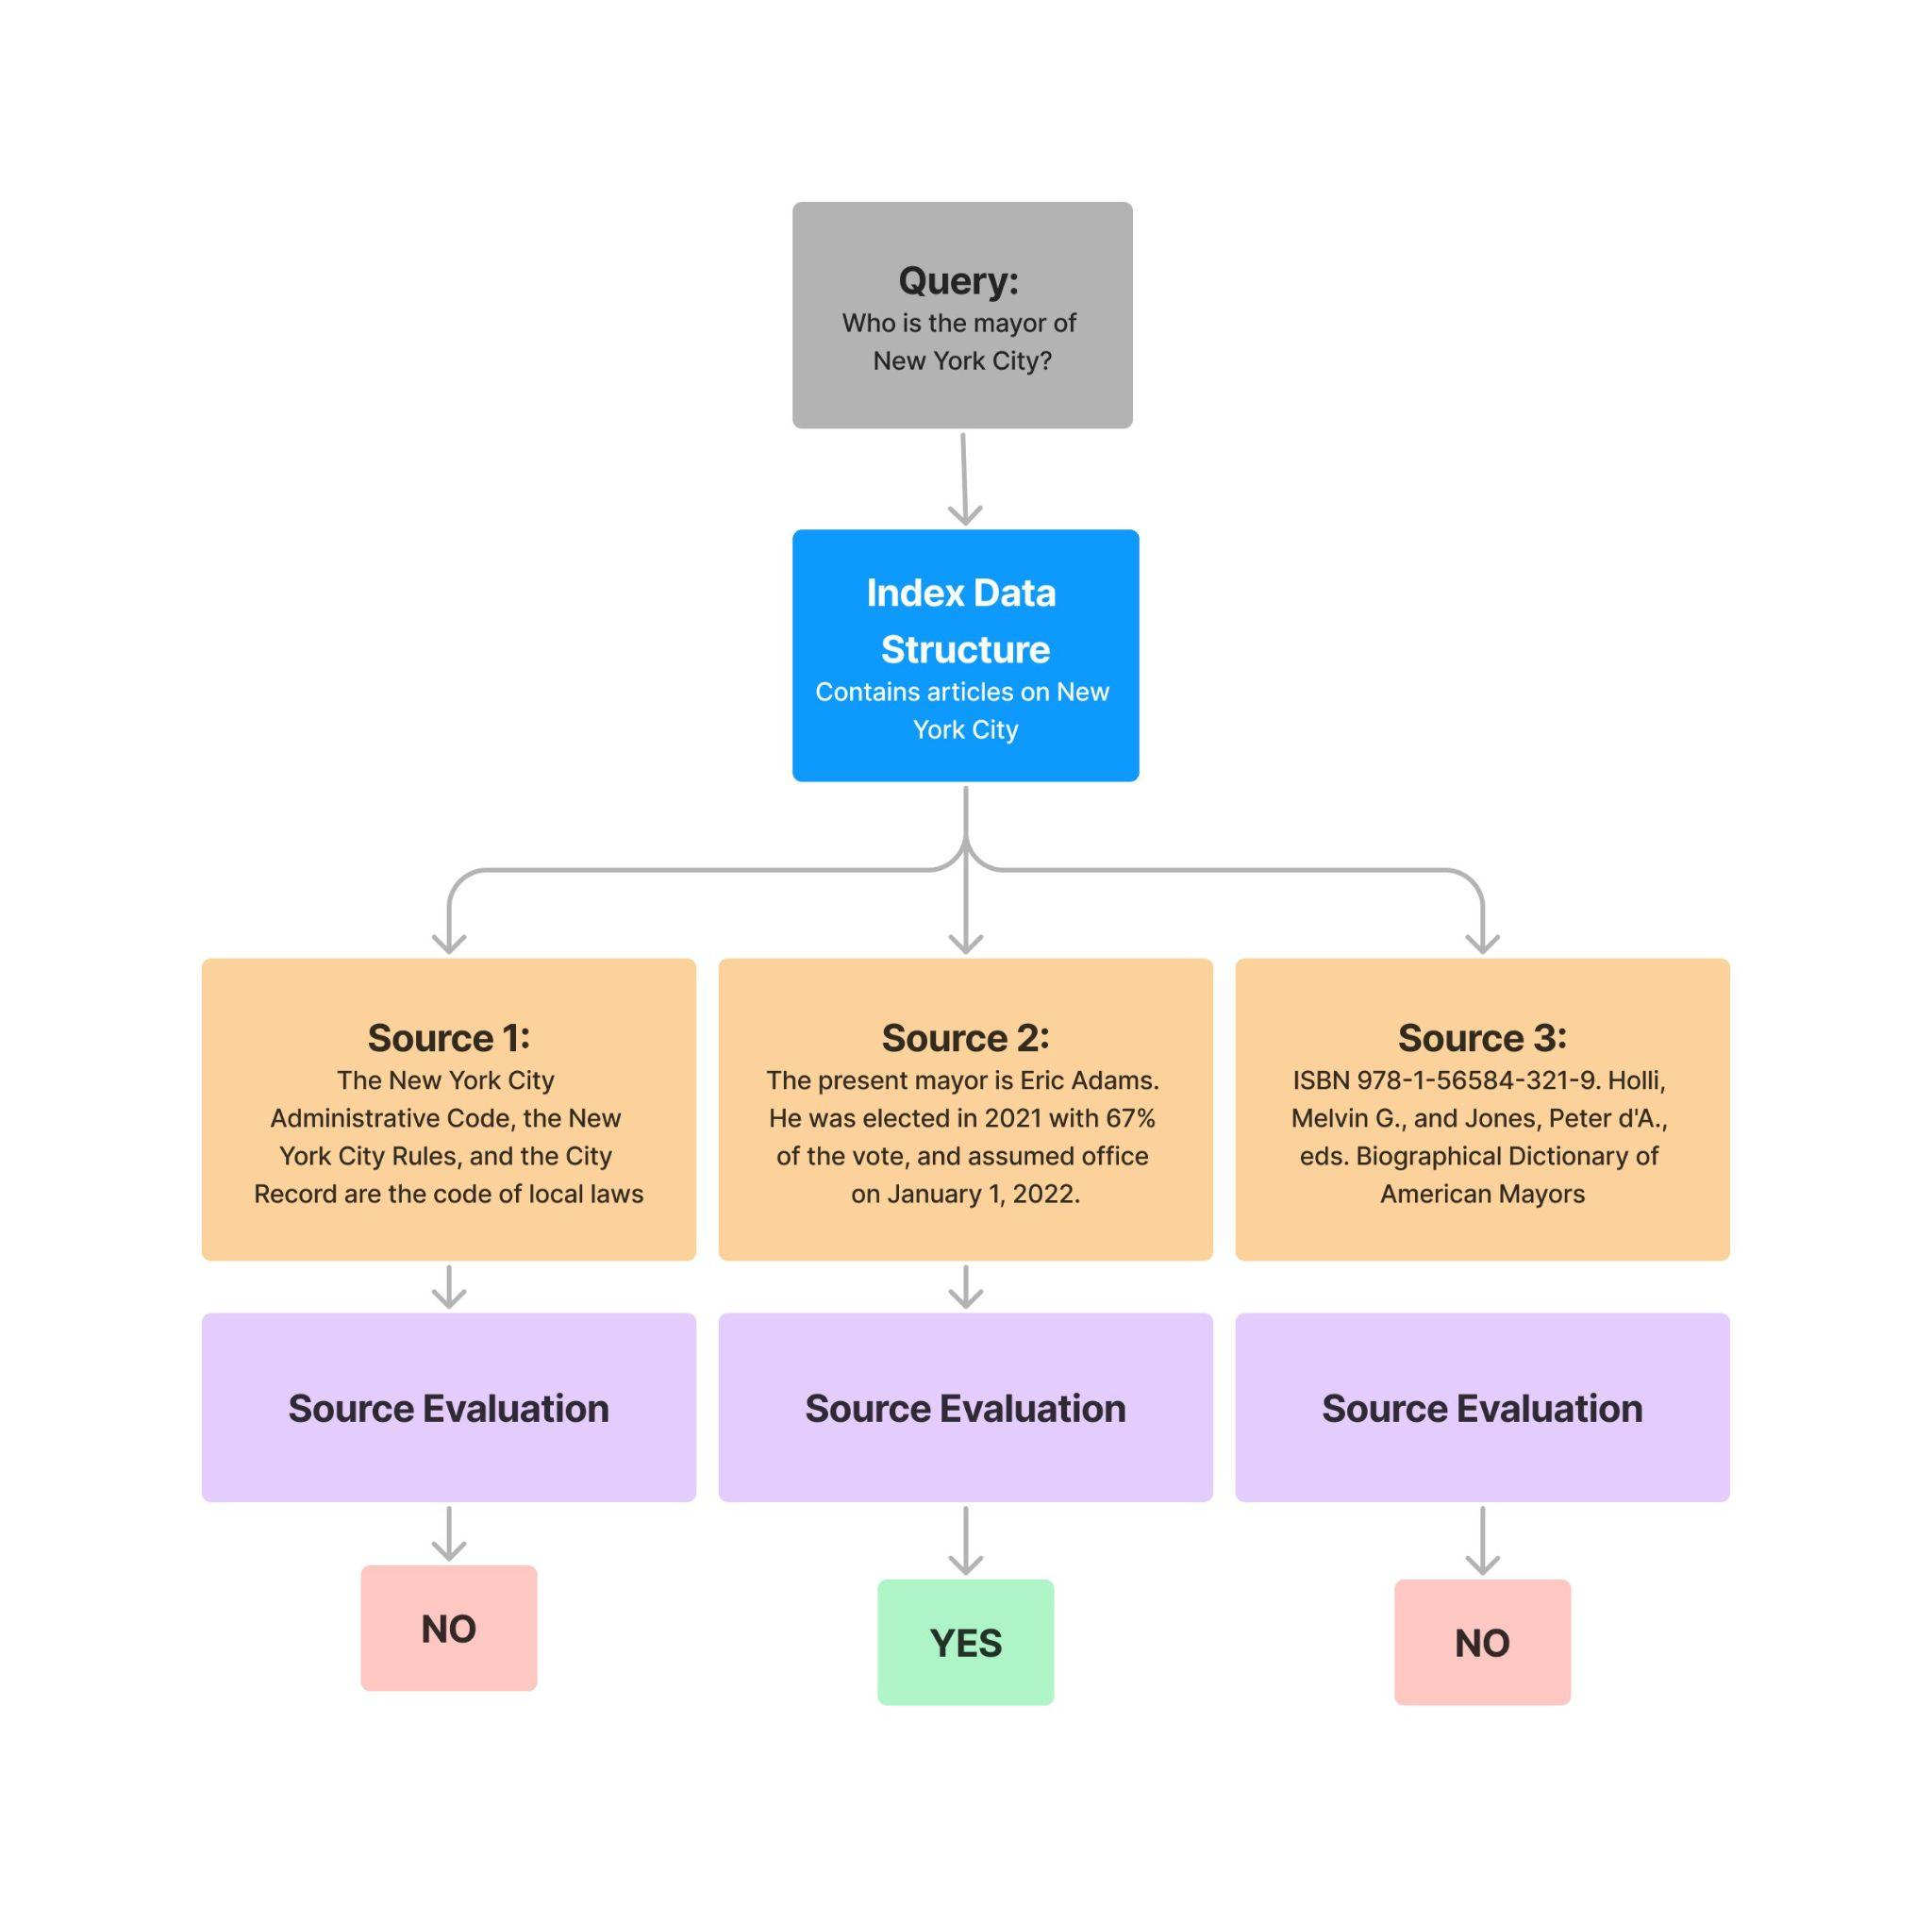 Query:
Who is the mayor of
New York City?
Index Data
Structure
Contains articles on New
York City
Source 1:
The New York City
Administrative Code, the New
York City Rules, and the City
Record are the code of local laws
Source 2:
The present mayor is Eric Adams.
He was elected in 2021 with 67%
of the vote, and assumed office
on January 1, 2022.
Source 3:
ISBN 978-1-56584-321-9. Holli,
Melvin G., and Jones, Peter d'A.,
eds. Biographical Dictionary of
American Mayors
Source Evaluation
Source Evaluation
Source Evaluation
NO
YES
NO